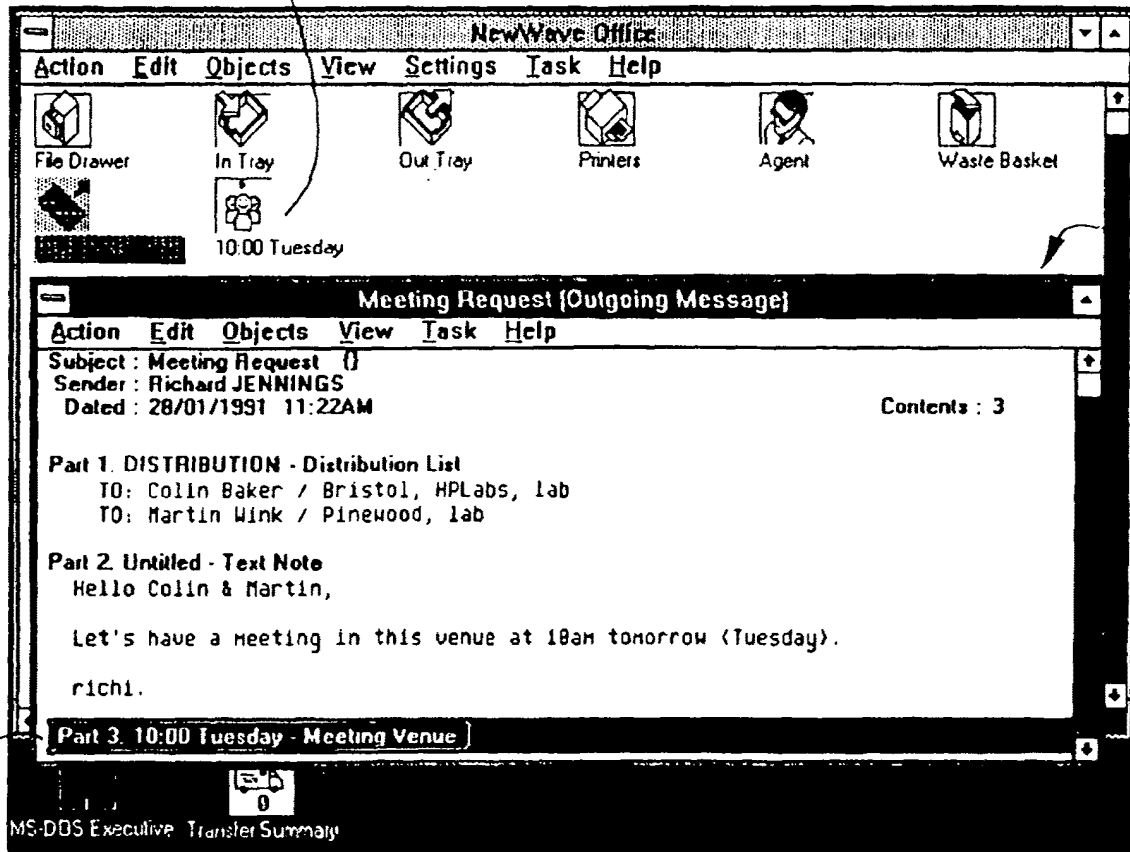 NewWave Office
Action Edit Objects View Settings Task Help
File Drawer In Tray Out Tray Printers Agent Waste Basket
10:00 Tuesday
Meeting Request (Outgoing Message)
Action Edit Objects View Task Help
Subject : Meeting Request ()
Sender : Richard JENNINGS
Dated : 28/01/1991 11:22AM Contents : 3
Part 1. DISTRIBUTION - Distribution List
TO: Colin Baker / Bristol, HPLabs, lab
TO: Martin Wink / Pinewood, lab
Part 2. Untitled - Text Note
Hello Colin & Martin,
Let's have a meeting in this venue at 10am tomorrow (Tuesday).
richi.
Part 3. 10:00 Tuesday - Meeting Venue
0
MS-DOS Executive Transfer Summary